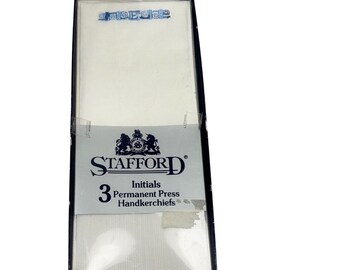 STAFFORD®
Initials
3 Permanent Press
Handkerchiefs